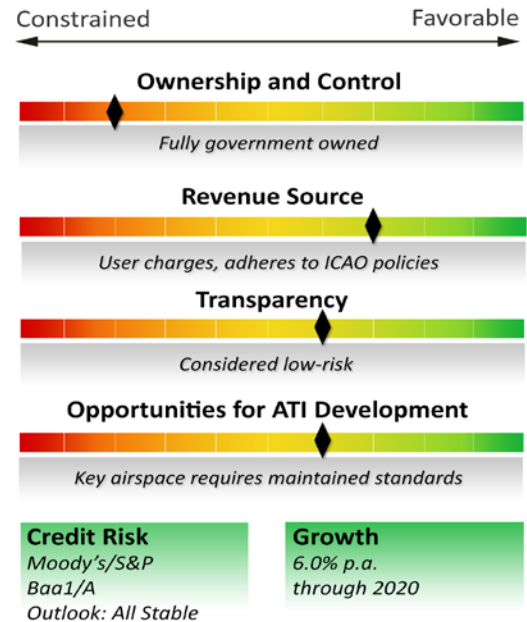 Constrained Favorable
Ownership and Control
Fully government owned
Revenue Source
User charges, adheres to ICAO policies
Transparency
Considered low-risk
Opportunities for ATI Development
Key airspace requires maintained standards
Credit Risk
Moody's/S&P
Baa1/A
Outlook: All Stable
Growth
6.0% p.a.
through 2020